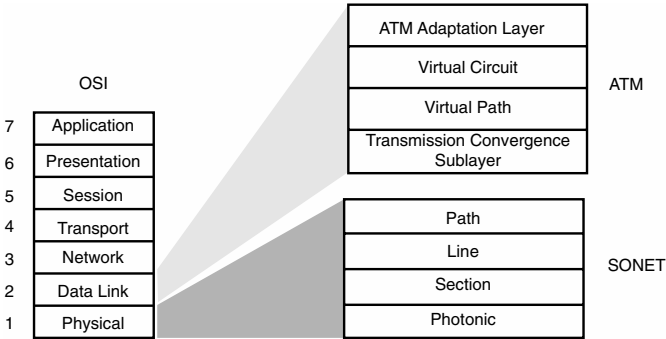 OSI
7 Application
6 Presentation
5 Session
4 Transport
3 Network
2 Data Link
1 Physical
ATM Adaptation Layer
Virtual Circuit
Virtual Path
Transmission Convergence
Sublayer
ATM
Path
Line
Section
Photonic
SONET